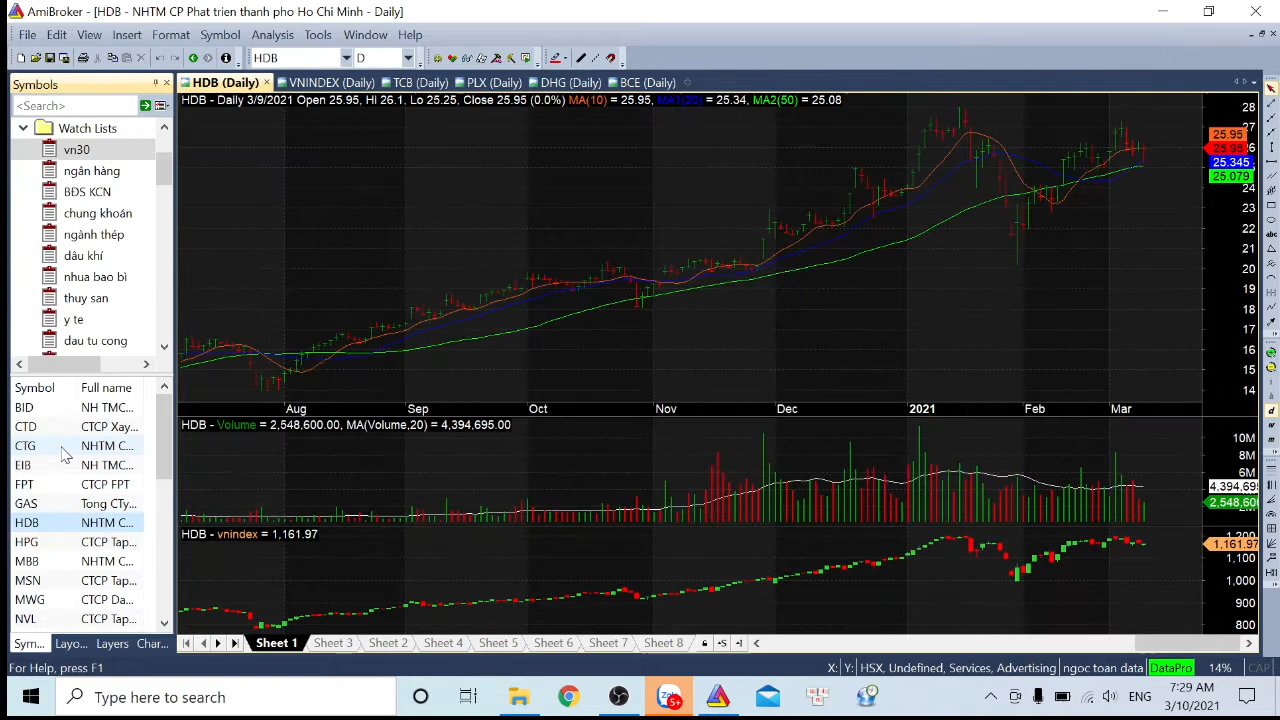 AmiBroker - [HDB - NHTM CP Phat trien thanh pho Ho Chi Minh - Daily]
File Edit View Insert Format Symbol Analysis Tools Window Help
HDB D
Symbols
HDB (Daily) VNINDEX (Daily) TCB (Daily) PLX (Daily) DHG (Daily) BCE (Daily)
<Search>
HDB - Daily 3/9/2021 Open 25.95, Hi 26.1, Lo 25.25, Close 25.95 (0.0%) MA(10) = 25.95, MA1(20) = 25.34, MA2(50) = 25.08
Watch Lists
vn30
ngân hàng
BĐS KCN
chung khoán
ngành thép
dầu khí
nhua bao bì
thuy san
y te
dau tu cong
28
27
25.95
26
25.95
25.345
25.079
24
23
22
21
20
19
18
17
16
15
14
Aug Sep Oct Nov Dec 2021 Feb Mar
Symbol Full name
BID NH TMC...
CTD CTCP Xay...
CTG NHTM C...
EIB NH TMC...
FPT CTCP FPT
GAS Tong CTy...
HDB NHTM C...
HPG CTCP Tap...
MBB NHTM C...
MSN CTCP Tap...
MWG CTCP Da...
NVL CTCP Tap...
HDB - Volume = 2,548,600.00, MA(Volume,20) = 4,394,695.00
10M
8M
6M
4,394,695
2,548,600
HDB - vnindex = 1,161.97
1,200
1,161.97
1,100
1,000
900
800
Sym... Layo... Layers Char...
Sheet 1 Sheet 3 Sheet 2 Sheet 4 Sheet 5 Sheet 6 Sheet 7 Sheet 8
For Help, press F1
X: Y: HSX, Undefined, Services, Advertising ngoc toan data DataPro 14% CAP
Type here to search
Zalo 5+
ENG
7:29 AM
3/10/2021